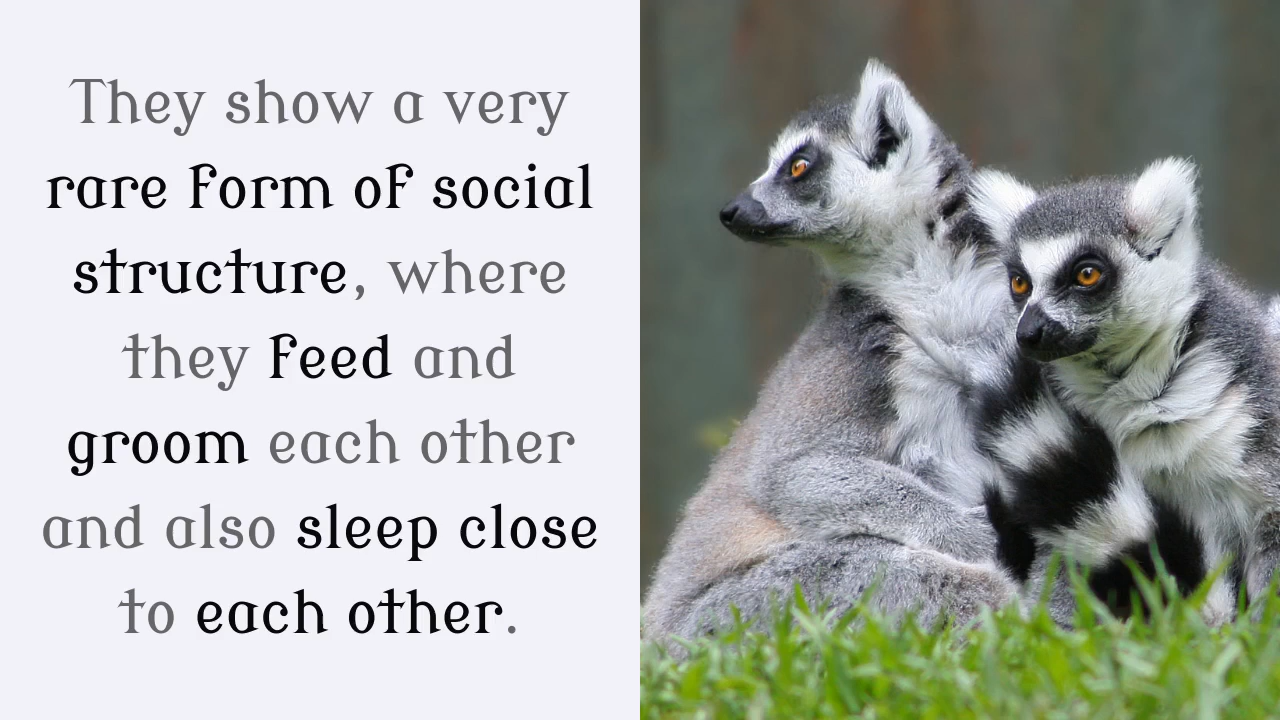 They show a very
rare form of social
structure, where
they feed and
groom each other
and also sleep close
to each other.